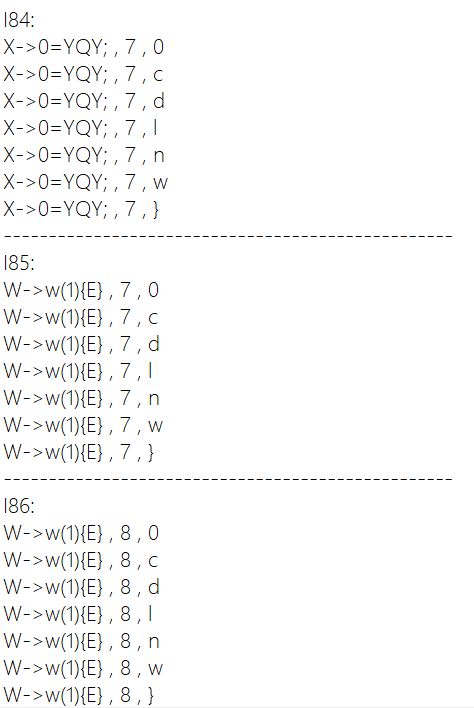 I84:
X->0=YQY; , 7 , 0
X->0=YQY; , 7 , c
X->0=YQY; , 7 , d
X->0=YQY; , 7 , l
X->0=YQY; , 7 , n
X->0=YQY; , 7 , w
X->0=YQY; , 7 , }
--------------------------------------------------
I85:
W->w(1){E} , 7 , 0
W->w(1){E} , 7 , c
W->w(1){E} , 7 , d
W->w(1){E} , 7 , l
W->w(1){E} , 7 , n
W->w(1){E} , 7 , w
W->w(1){E} , 7 , }
--------------------------------------------------
I86:
W->w(1){E} , 8 , 0
W->w(1){E} , 8 , c
W->w(1){E} , 8 , d
W->w(1){E} , 8 , l
W->w(1){E} , 8 , n
W->w(1){E} , 8 , w
W->w(1){E} , 8 , }